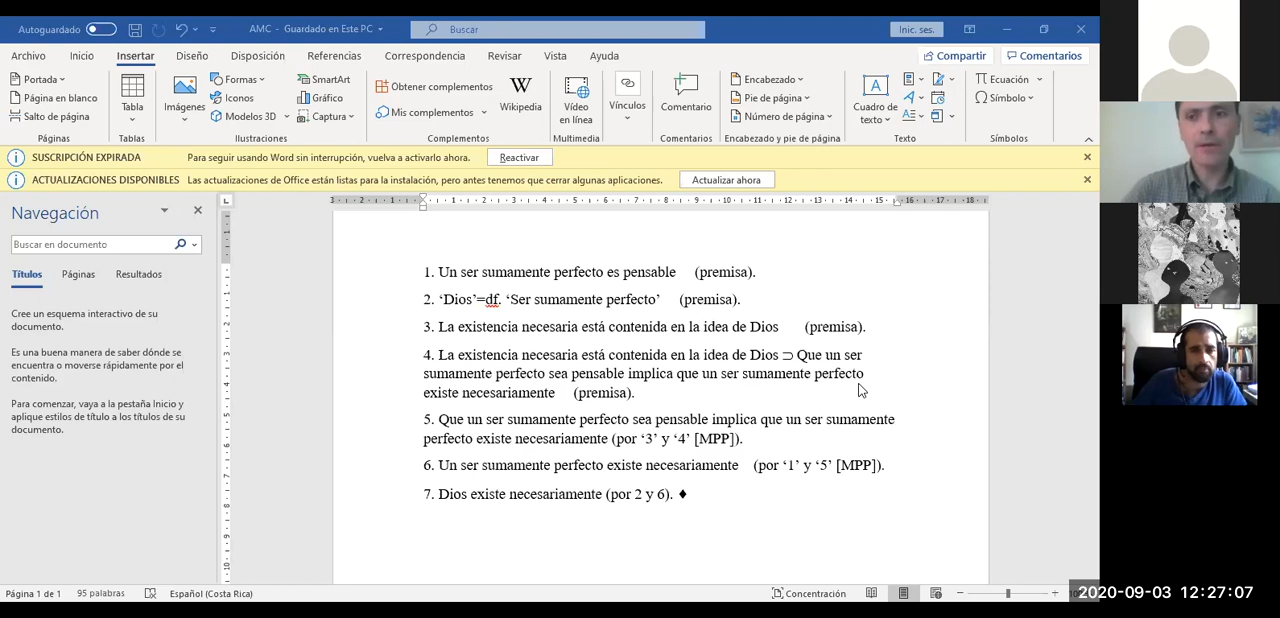 Autoguardado
AMC - Guardado en Este PC
Buscar
Inic. ses.
Archivo Inicio Insertar Diseño Disposición Referencias Correspondencia Revisar Vista Ayuda
Compartir Comentarios
Portada
Página en blanco
Salto de página
Páginas
Tabla
Tablas
Imágenes
Formas
Iconos
Modelos 3D
SmartArt
Gráfico
Captura
Ilustraciones
Obtener complementos
Mis complementos
Wikipedia
Complementos
Vídeo
en línea
Multimedia
Vínculos
Comentario
Comentarios
Encabezado
Pie de página
Número de página
Encabezado y pie de página
Cuadro de
texto
Texto
Ecuación
Símbolo
Símbolos
SUSCRIPCIÓN EXPIRADA Para seguir usando Word sin interrupción, vuelva a activarlo ahora. Reactivar
ACTUALIZACIONES DISPONIBLES Las actualizaciones de Office están listas para la instalación, pero antes tenemos que cerrar algunas aplicaciones. Actualizar ahora
Navegación
Buscar en documento
Títulos Páginas Resultados
Cree un esquema interactivo de su
documento.
Es una buena manera de saber dónde se
encuentra o moverse rápidamente por el
contenido.
Para comenzar, vaya a la pestaña Inicio y
aplique estilos de título a los títulos de su
documento.
1. Un ser sumamente perfecto es pensable (premisa).
2. ‘Dios’=df. ‘Ser sumamente perfecto’ (premisa).
3. La existencia necesaria está contenida en la idea de Dios (premisa).
4. La existencia necesaria está contenida en la idea de Dios ⊃ Que un ser
sumamente perfecto sea pensable implica que un ser sumamente perfecto
existe necesariamente (premisa).
5. Que un ser sumamente perfecto sea pensable implica que un ser sumamente
perfecto existe necesariamente (por ‘3’ y ‘4’ [MPP]).
6. Un ser sumamente perfecto existe necesariamente (por ‘1’ y ‘5’ [MPP]).
7. Dios existe necesariamente (por 2 y 6). ♦
Página 1 de 1 95 palabras Español (Costa Rica)
Concentración
2020-09-03 12:27:07